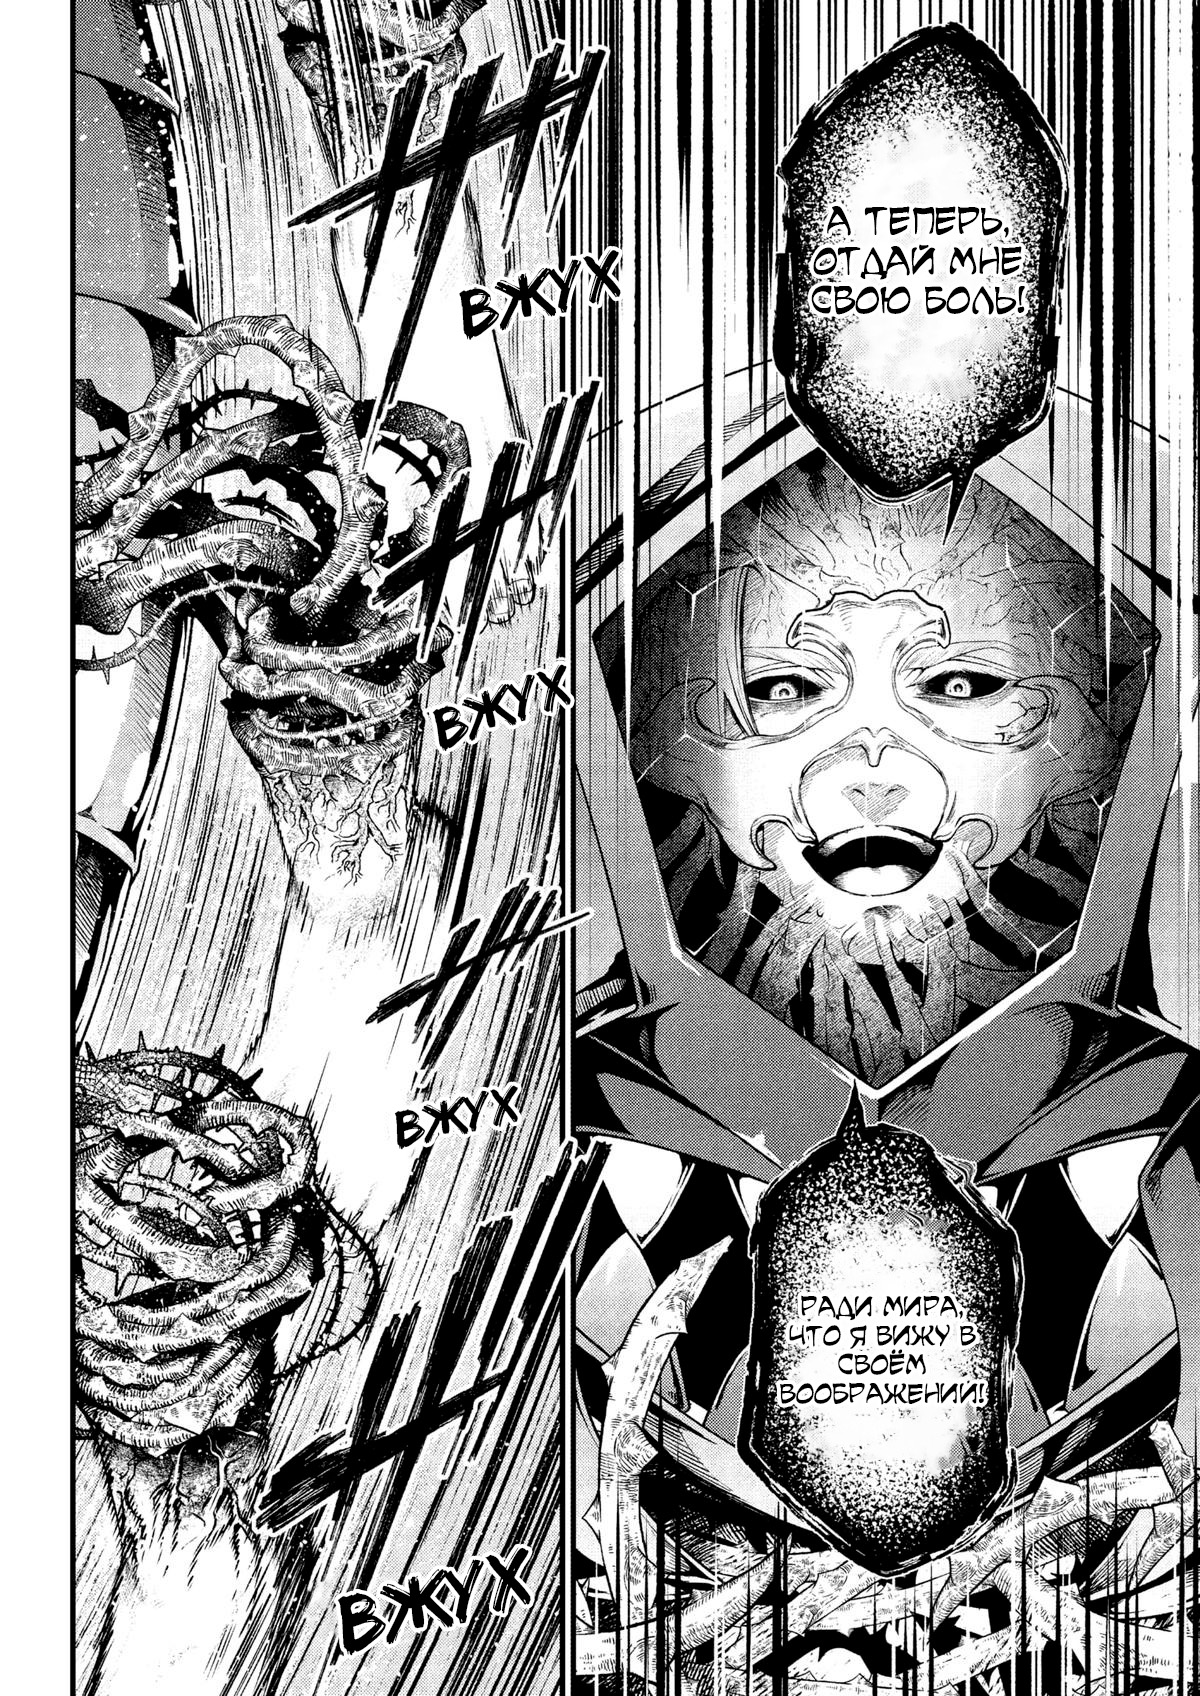 А ТЕПЕРЬ,
ОТДАЙ МНЕ
СВОЮ БОЛЬ!
РАДИ МИРА,
ЧТО Я ВИЖУ В
СВОЁМ
ВООБРАЖЕНИИ!
ВЖУХ
ВЖУХ
ВЖУХ
ВЖУХ